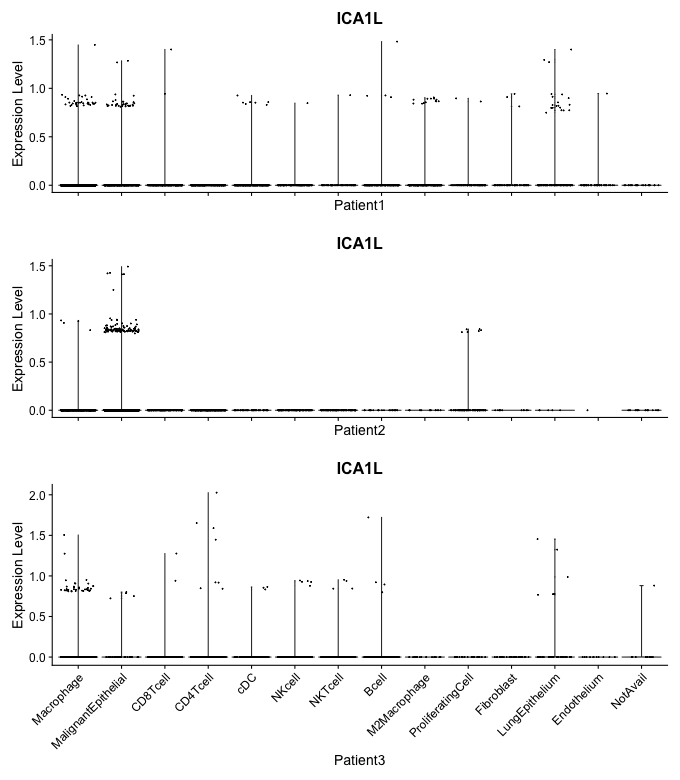 ICA1L
Expression Level
1.5
1.0
0.5
0.0
Patient1
ICA1L
Expression Level
1.5
1.0
0.5
0.0
Patient2
ICA1L
Expression Level
2.0
1.5
1.0
0.5
0.0
Macrophage
MalignantEpithelial
CD8Tcell
CD4Tcell
cDC
NKcell
NKTcell
Bcell
M2Macrophage
ProliferatingCell
Fibroblast
LungEpithelium
Endothelium
NotAvail
Patient3